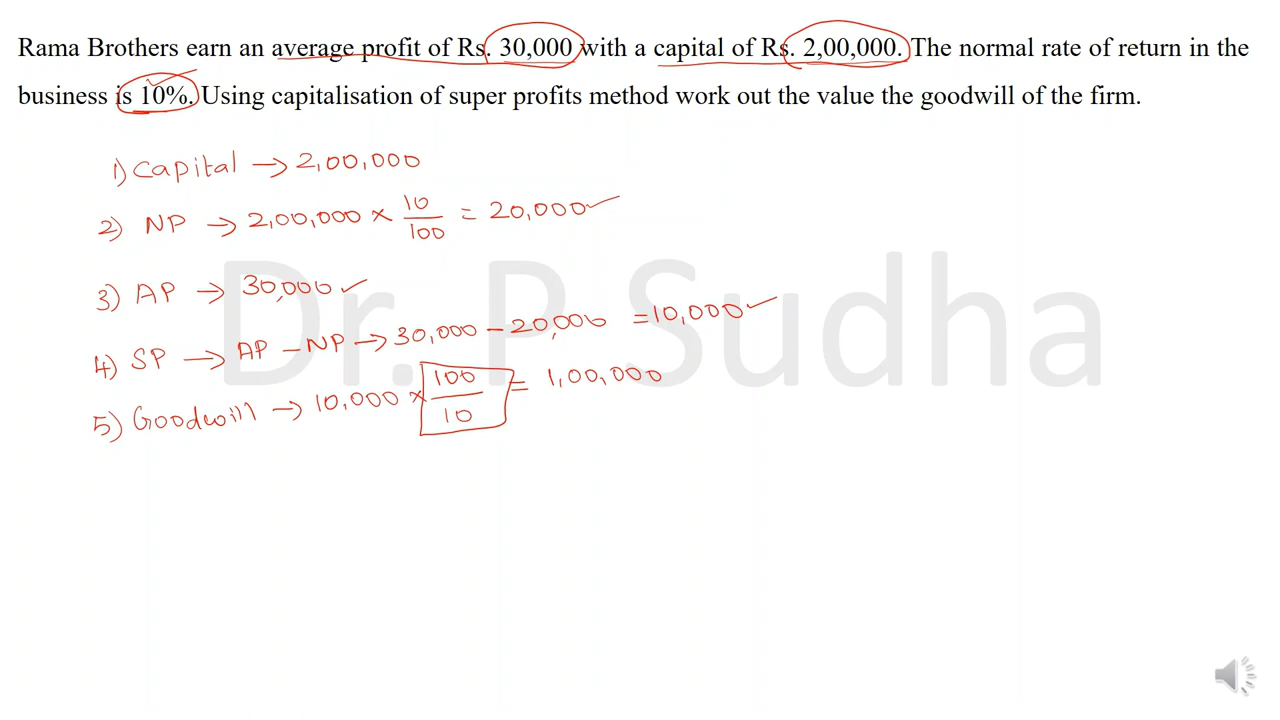 Rama Brothers earn an average profit of Rs. 30,000 with a capital of Rs. 2,00,000. The normal rate of return in the
business is 10%. Using capitalisation of super profits method work out the value the goodwill of the firm.
1) Capital → 2,00,000
2) NP → 2,00,000 × 10/100 = 20,000 ✓
3) AP → 30,000 ✓
4) SP → AP – NP → 30,000 – 20,000 = 10,000 ✓
5) Goodwill → 10,000 × 100/10 = 1,00,000
Dr. P Sudha